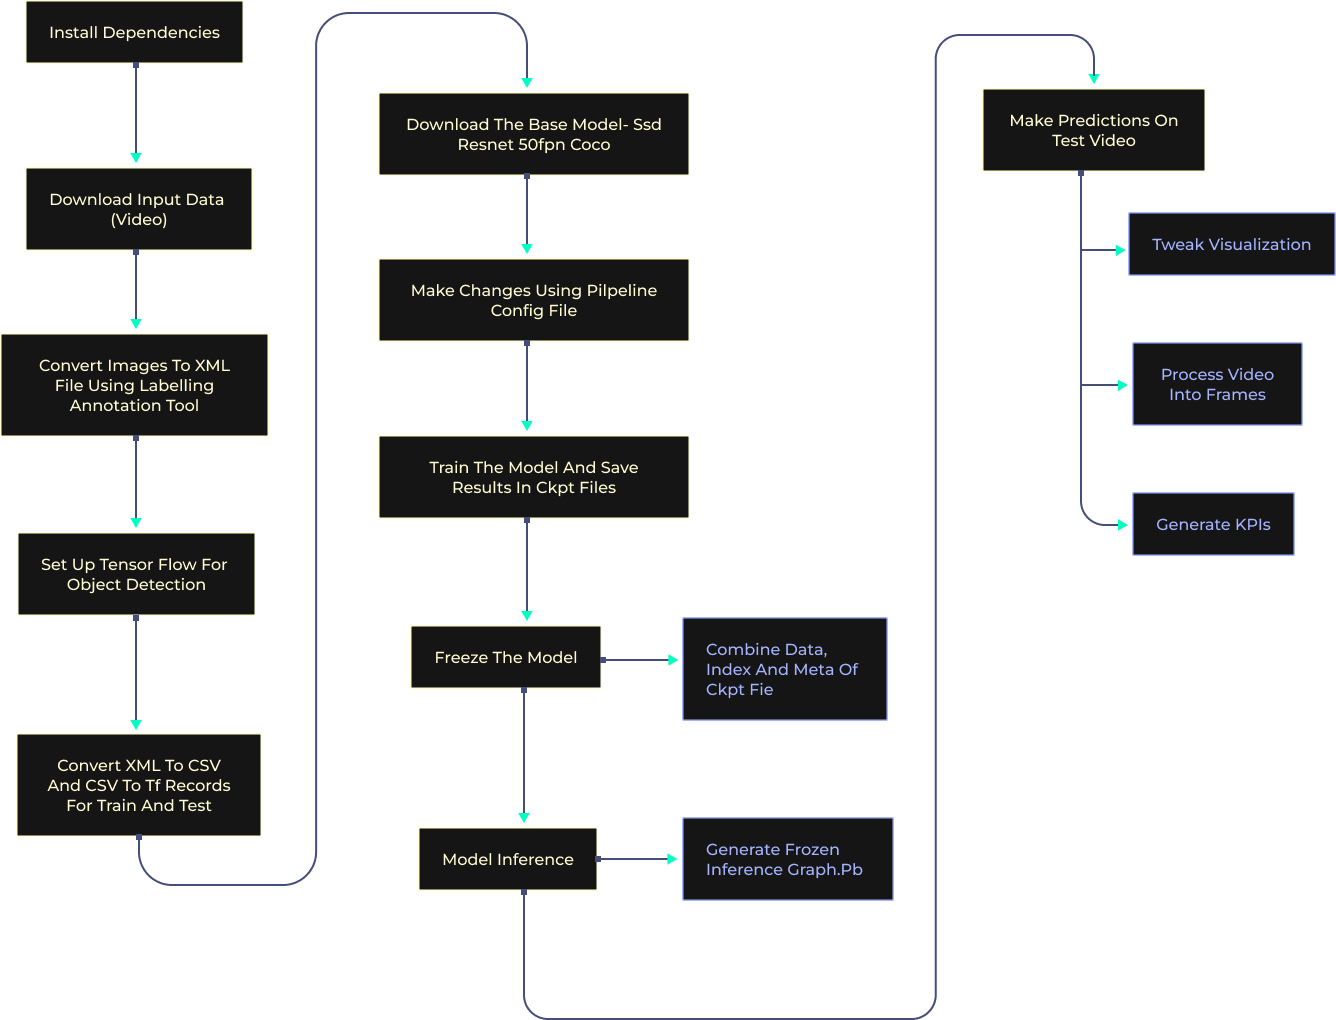 Install Dependencies
Download Input Data
(Video)
Convert Images To XML
File Using Labelling
Annotation Tool
Set Up Tensor Flow For
Object Detection
Convert XML To CSV
And CSV To Tf Records
For Train And Test
Download The Base Model- Ssd
Resnet 50fpn Coco
Make Changes Using Pilpeline
Config File
Train The Model And Save
Results In Ckpt Files
Freeze The Model
Combine Data,
Index And Meta Of
Ckpt Fie
Model Inference
Generate Frozen
Inference Graph.Pb
Make Predictions On
Test Video
Tweak Visualization
Process Video
Into Frames
Generate KPIs